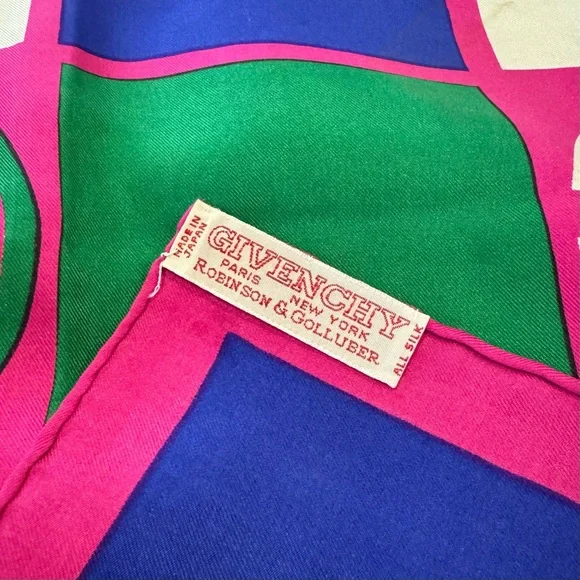 MADE IN
JAPAN
GIVENCHY
PARIS NEW YORK
ROBINSON & GOLLUBER
ALL SILK